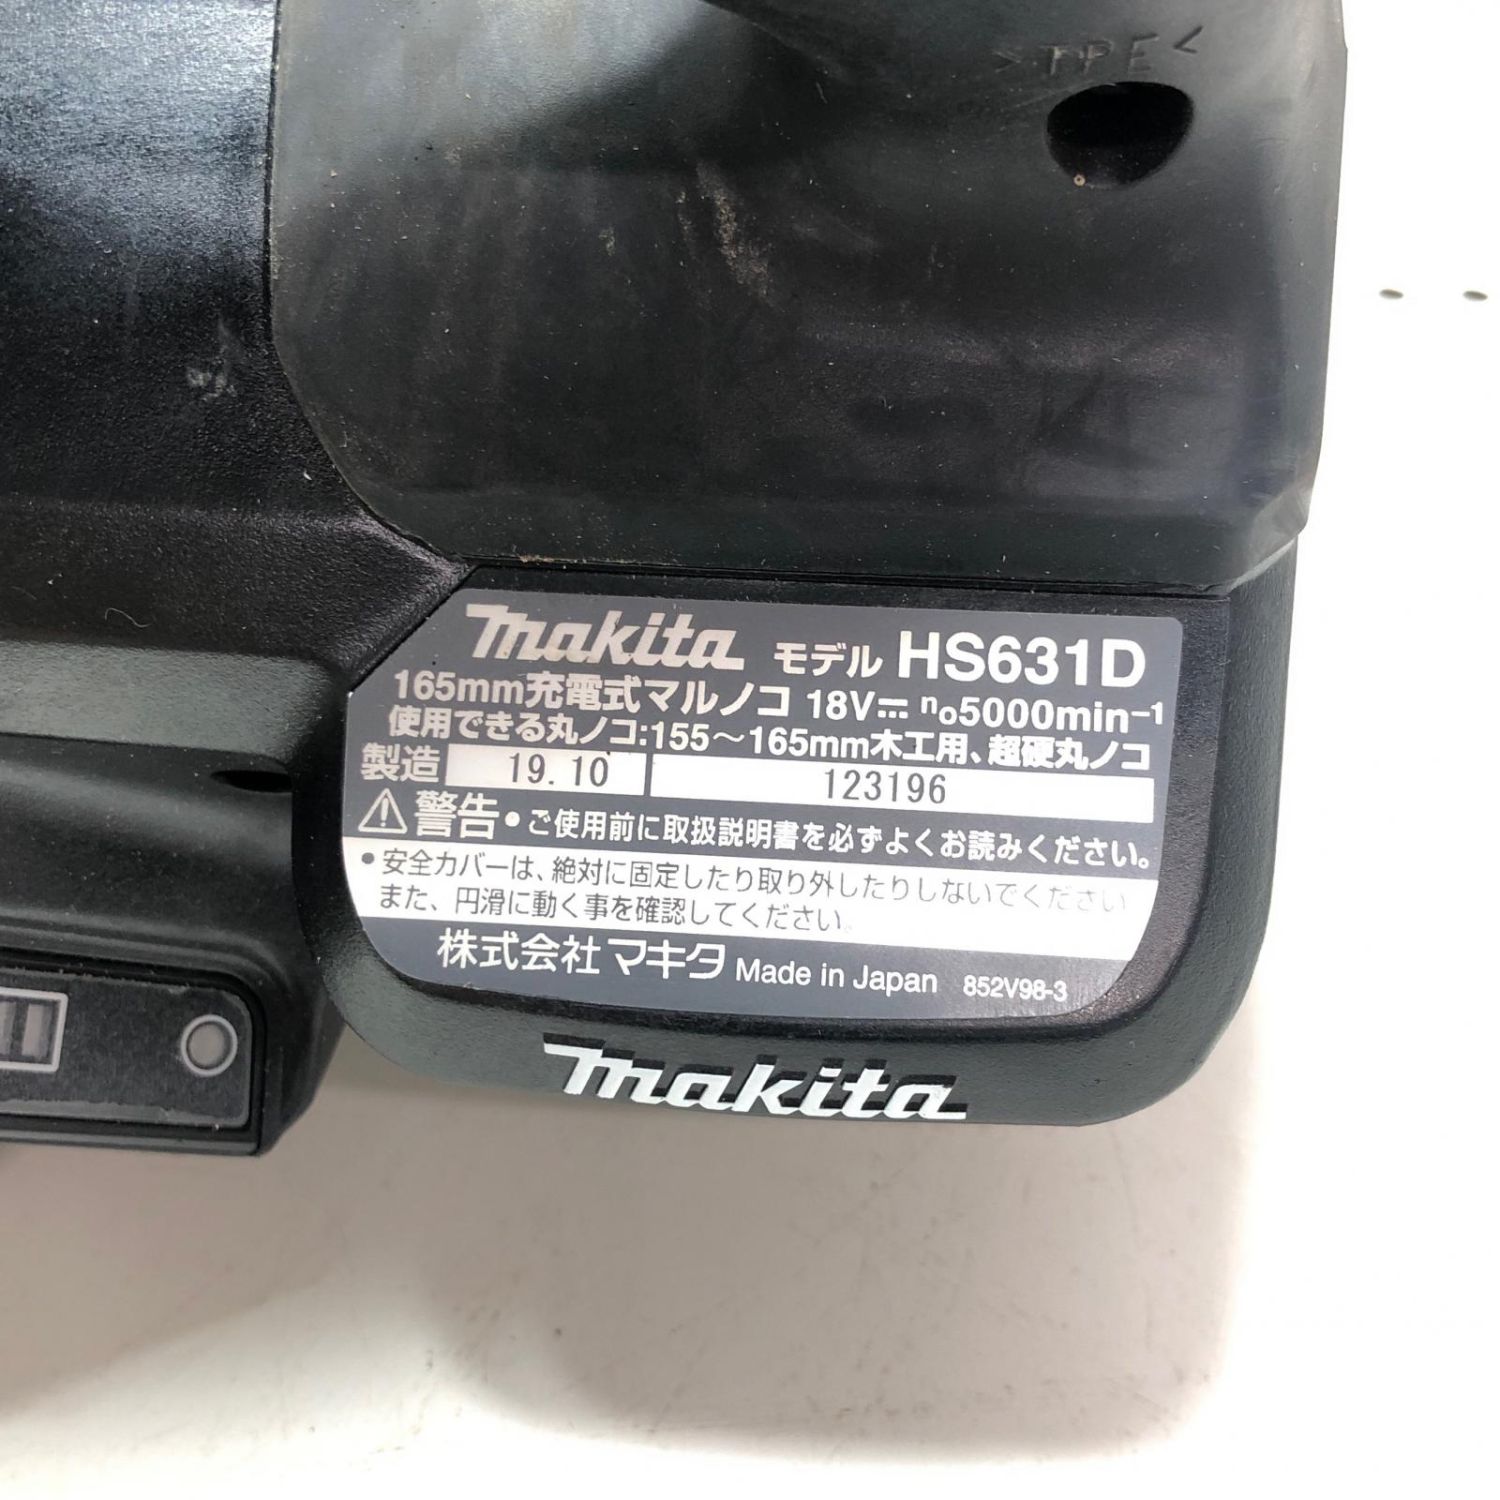 >TPE<
makita モデル HS631D
165mm充電式マルノコ 18V⎓ no5000min-1
使用できる丸ノコ:155～165mm木工用、超硬丸ノコ
製造 19.10 123196
⚠警告•ご使用前に取扱説明書を必ずよくお読みください。
•安全カバーは、絶対に固定したり取り外したりしないでください
また、円滑に動く事を確認してください。
株式会社マキタ Made in Japan 852V98-3
makita